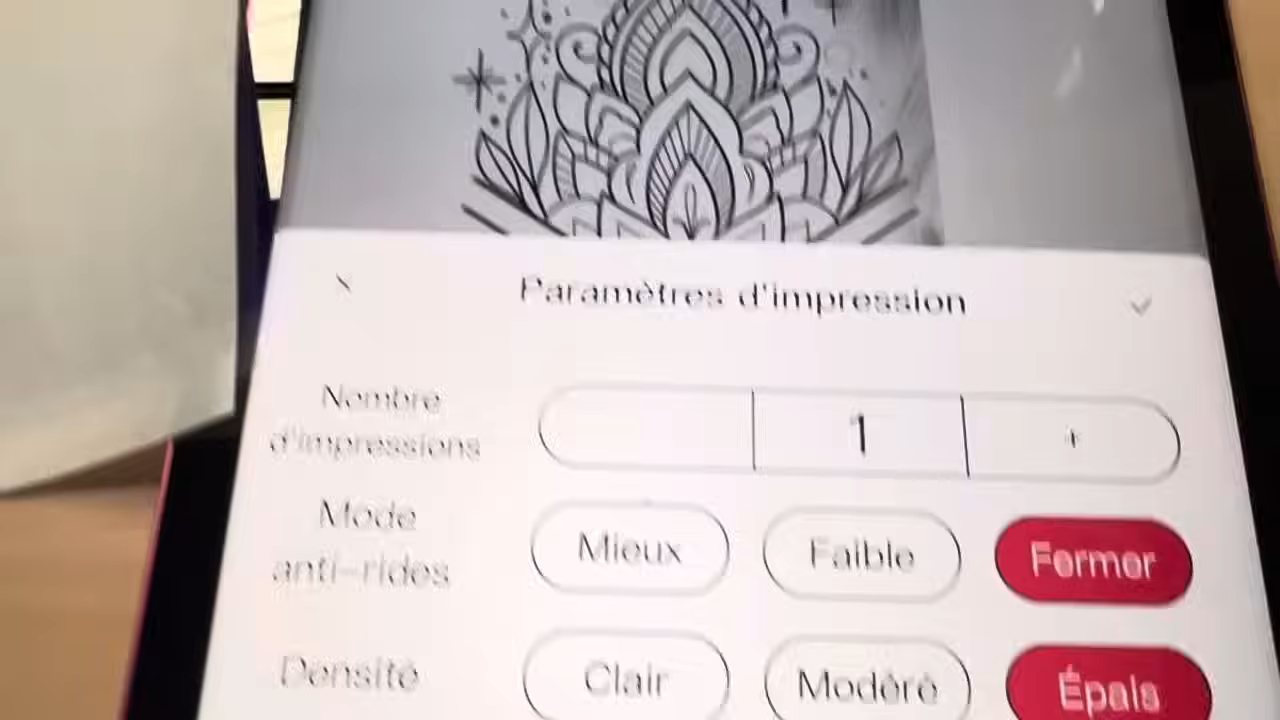 Paramètres d'impression
Nombre
d'impressions
1
+
Mode
anti-rides
Mieux
Faible
Fermer
Densité
Clair
Modéré
Épais